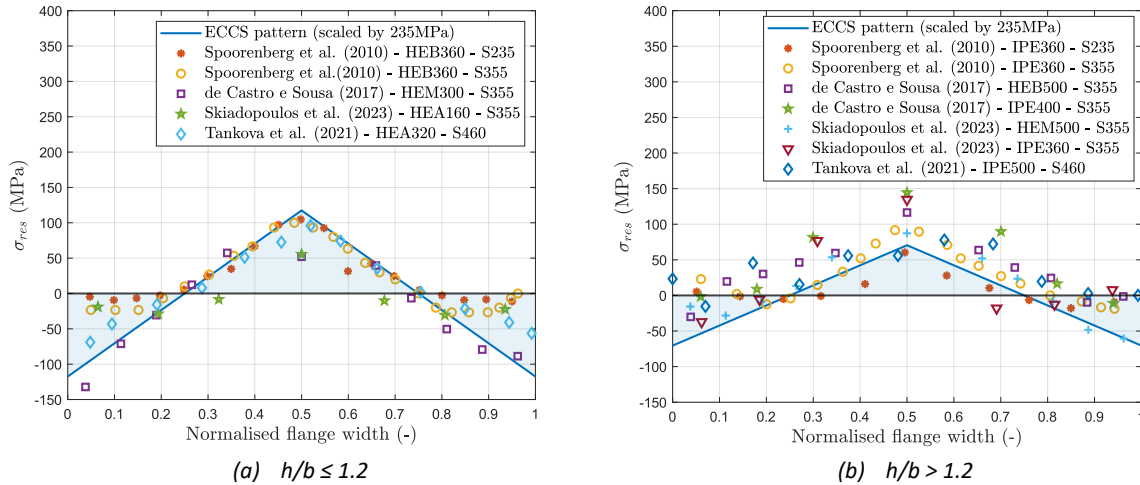 400
350
300
250
200
150
100
50
0
-50
-100
-150
σres (MPa)
ECCS pattern (scaled by 235MPa)
Spoorenberg et al. (2010) - HEB360 - S235
Spoorenberg et al.(2010) - HEB360 - S355
de Castro e Sousa (2017) - HEM300 - S355
Skiadopoulos et al. (2023) - HEA160 - S355
Tankova et al. (2021) - HEA320 - S460
0 0.1 0.2 0.3 0.4 0.5 0.6 0.7 0.8 0.9 1
Normalised flange width (-)
(a) h/b ≤ 1.2
400
350
300
250
200
150
100
50
0
-50
-100
-150
σres (MPa)
ECCS pattern (scaled by 235MPa)
Spoorenberg et al. (2010) - IPE360 - S235
Spoorenberg et al. (2010) - IPE360 - S355
de Castro e Sousa (2017) - HEB500 - S355
de Castro e Sousa (2017) - IPE400 - S355
Skiadopoulos et al. (2023) - HEM500 - S355
Skiadopoulos et al. (2023) - IPE360 - S355
Tankova et al. (2021) - IPE500 - S460
0 0.1 0.2 0.3 0.4 0.5 0.6 0.7 0.8 0.9 1
Normalised flange width (-)
(b) h/b > 1.2